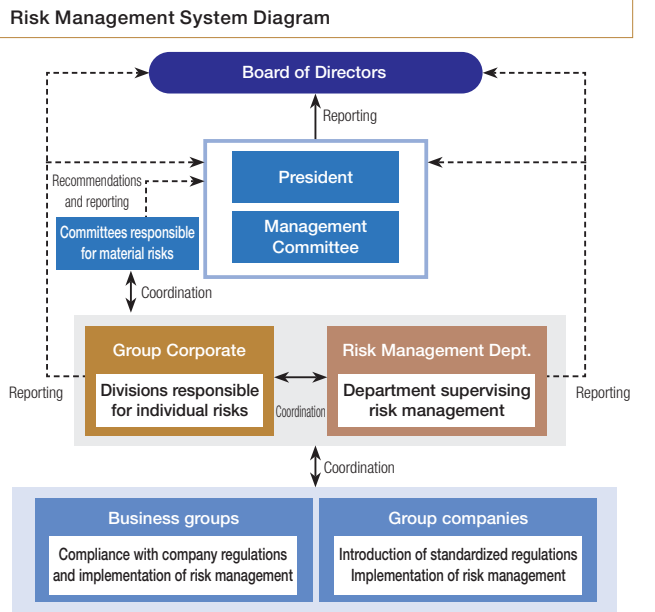 Risk Management System Diagram
Board of Directors
Reporting
President
Recommendations
and reporting
Management
Committee
Committees responsible
for material risks
Coordination
Group Corporate
Divisions responsible
for individual risks
Coordination
Risk Management Dept.
Department supervising
risk management
Reporting
Reporting
Coordination
Business groups
Compliance with company regulations
and implementation of risk management
Group companies
Introduction of standardized regulations
Implementation of risk management